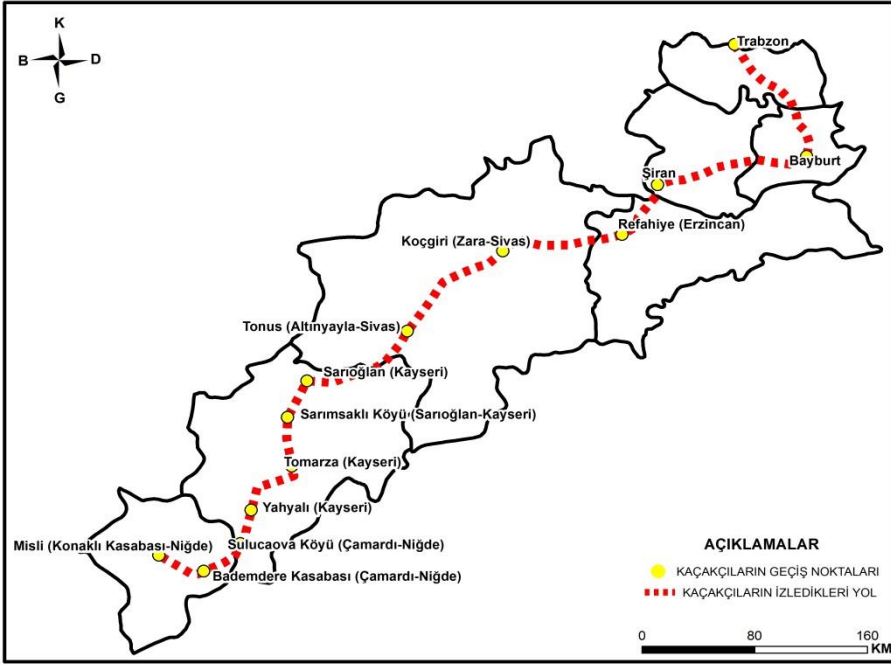 K
B D
G
Trabzon
Bayburt
Şiran
Refahiye (Erzincan)
Koçgiri (Zara-Sivas)
Tonus (Altınyayla-Sivas)
Sarıoğlan (Kayseri)
Sarımsaklı Köyü (Sarıoğlan-Kayseri)
Tomarza (Kayseri)
Yahyalı (Kayseri)
Sulucaova Köyü (Çamardı-Niğde)
Misli (Konaklı Kasabası-Niğde)
Bademdere Kasabası (Çamardı-Niğde)
AÇIKLAMALAR
KAÇAKÇILARIN GEÇİŞ NOKTALARI
KAÇAKÇILARIN İZLEDİKLERİ YOL
0 80 160
KM